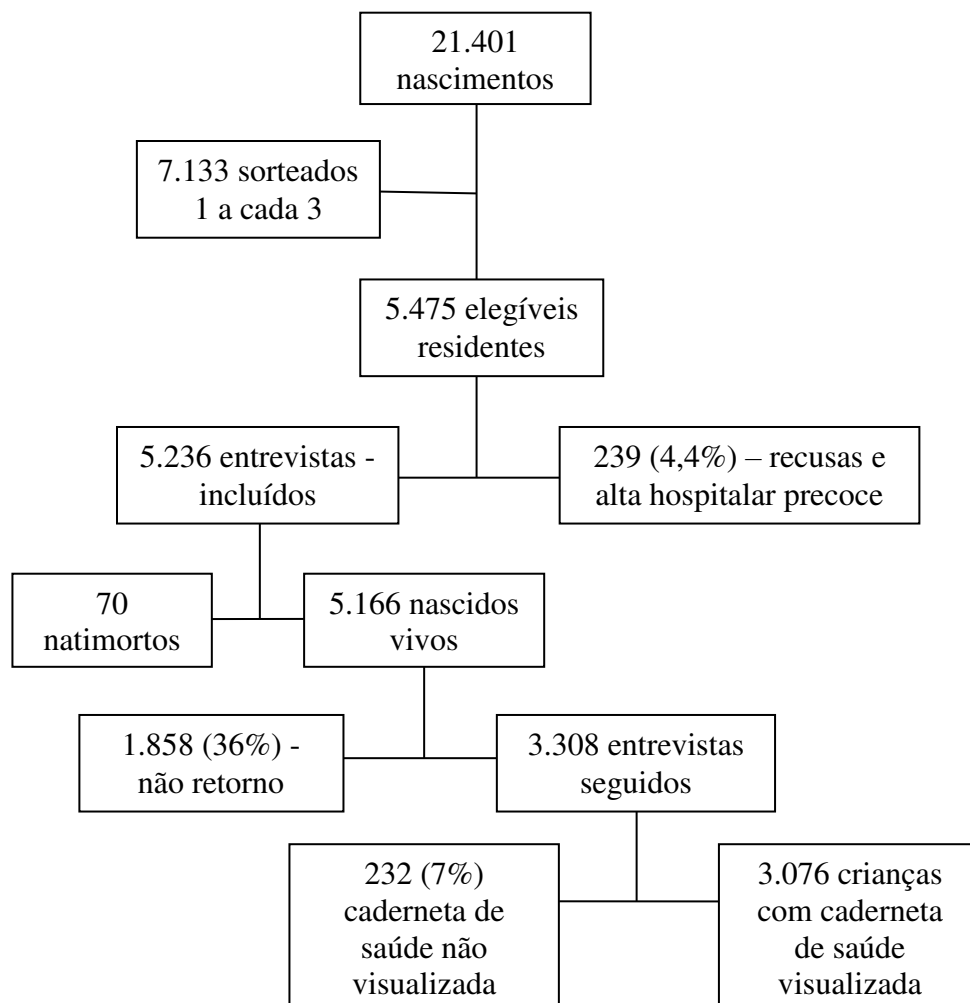 21.401
nascimentos
7.133 sorteados
1 a cada 3
5.475 elegíveis
residentes
5.236 entrevistas -
incluídos
239 (4,4%) – recusas e
alta hospitalar precoce
70
natimortos
5.166 nascidos
vivos
1.858 (36%) -
não retorno
3.308 entrevistas
seguidos
232 (7%)
caderneta de
saúde não
visualizada
3.076 crianças
com caderneta
de saúde
visualizada